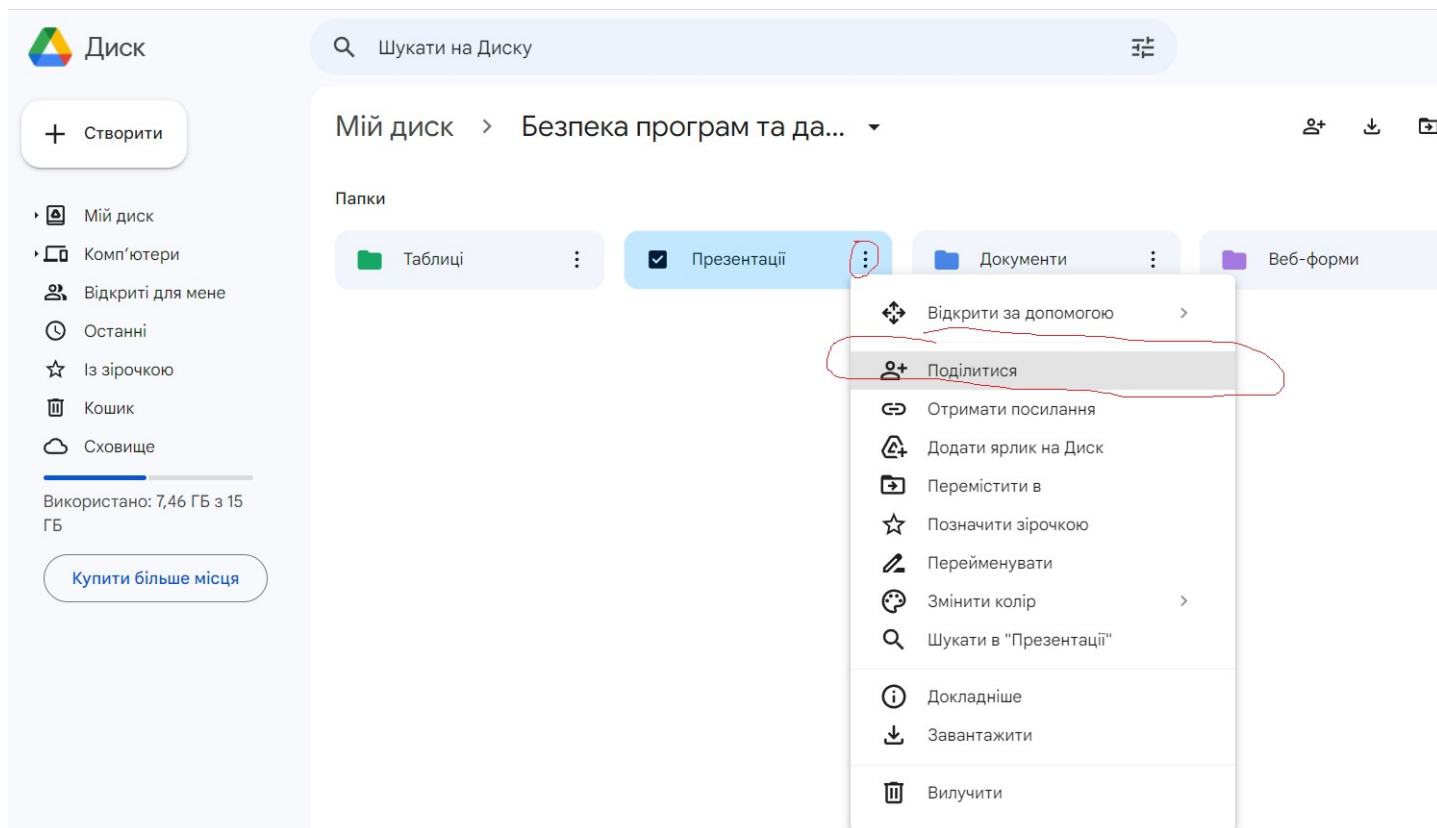 Диск
Шукати на Диску
Створити
Мій диск
Комп'ютери
Відкриті для мене
Останні
Із зірочкою
Кошик
Сховище
Використано: 7,46 ГБ з 15
ГБ
Купити більше місця
Мій диск > Безпека програм та да...
Папки
Таблиці
Презентації
Документи
Веб-форми
Відкрити за допомогою
Поділитися
Отримати посилання
Додати ярлик на Диск
Перемістити в
Позначити зірочкою
Перейменувати
Змінити колір
Шукати в "Презентації"
Докладніше
Завантажити
Вилучити